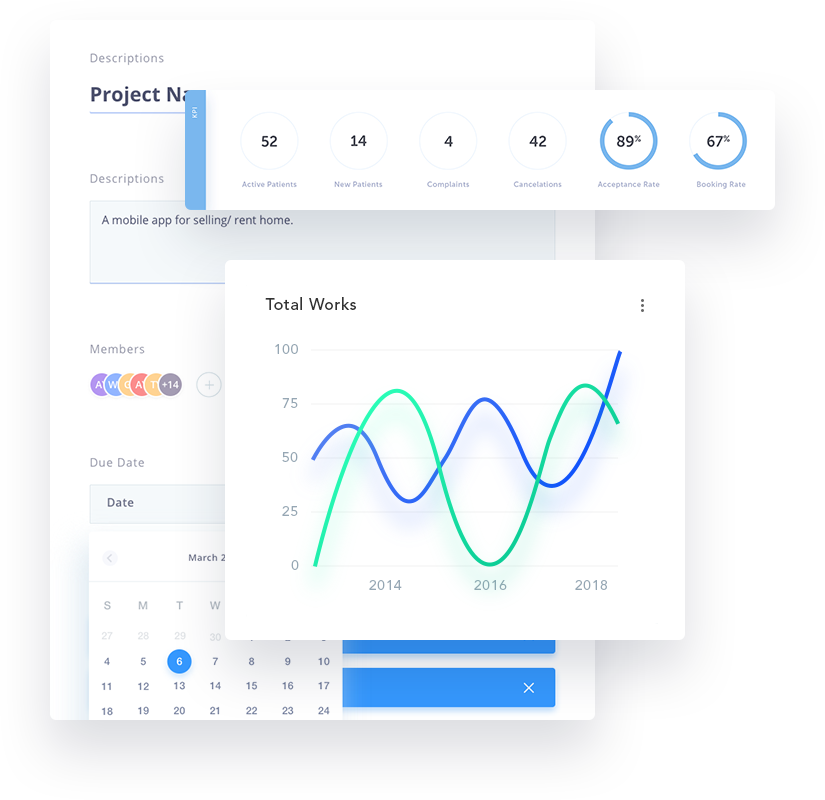 Descriptions
Project Na
KPI
52
14
4
42
89%
67%
Active Patients
New Patients
Complaints
Cancelations
Acceptance Rate
Booking Rate
Descriptions
A mobile app for selling/ rent home.
Total Works
100
75
50
25
0
2014 2016 2018
Members
A W +14
Due Date
Date
March 2
S M T W
27 28 29 30
4 5 6 7 8 9 10
11 12 13 14 15 16 17
18 19 20 21 22 23 24